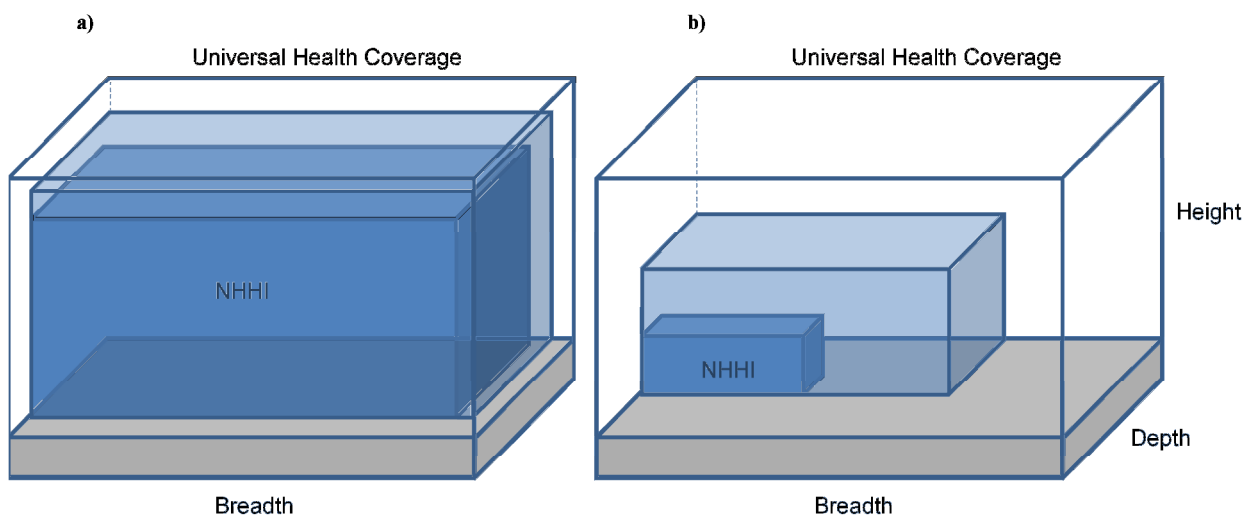 a)
Universal Health Coverage
NHHI
Breadth
b)
Universal Health Coverage
Height
NHHI
Depth
Breadth